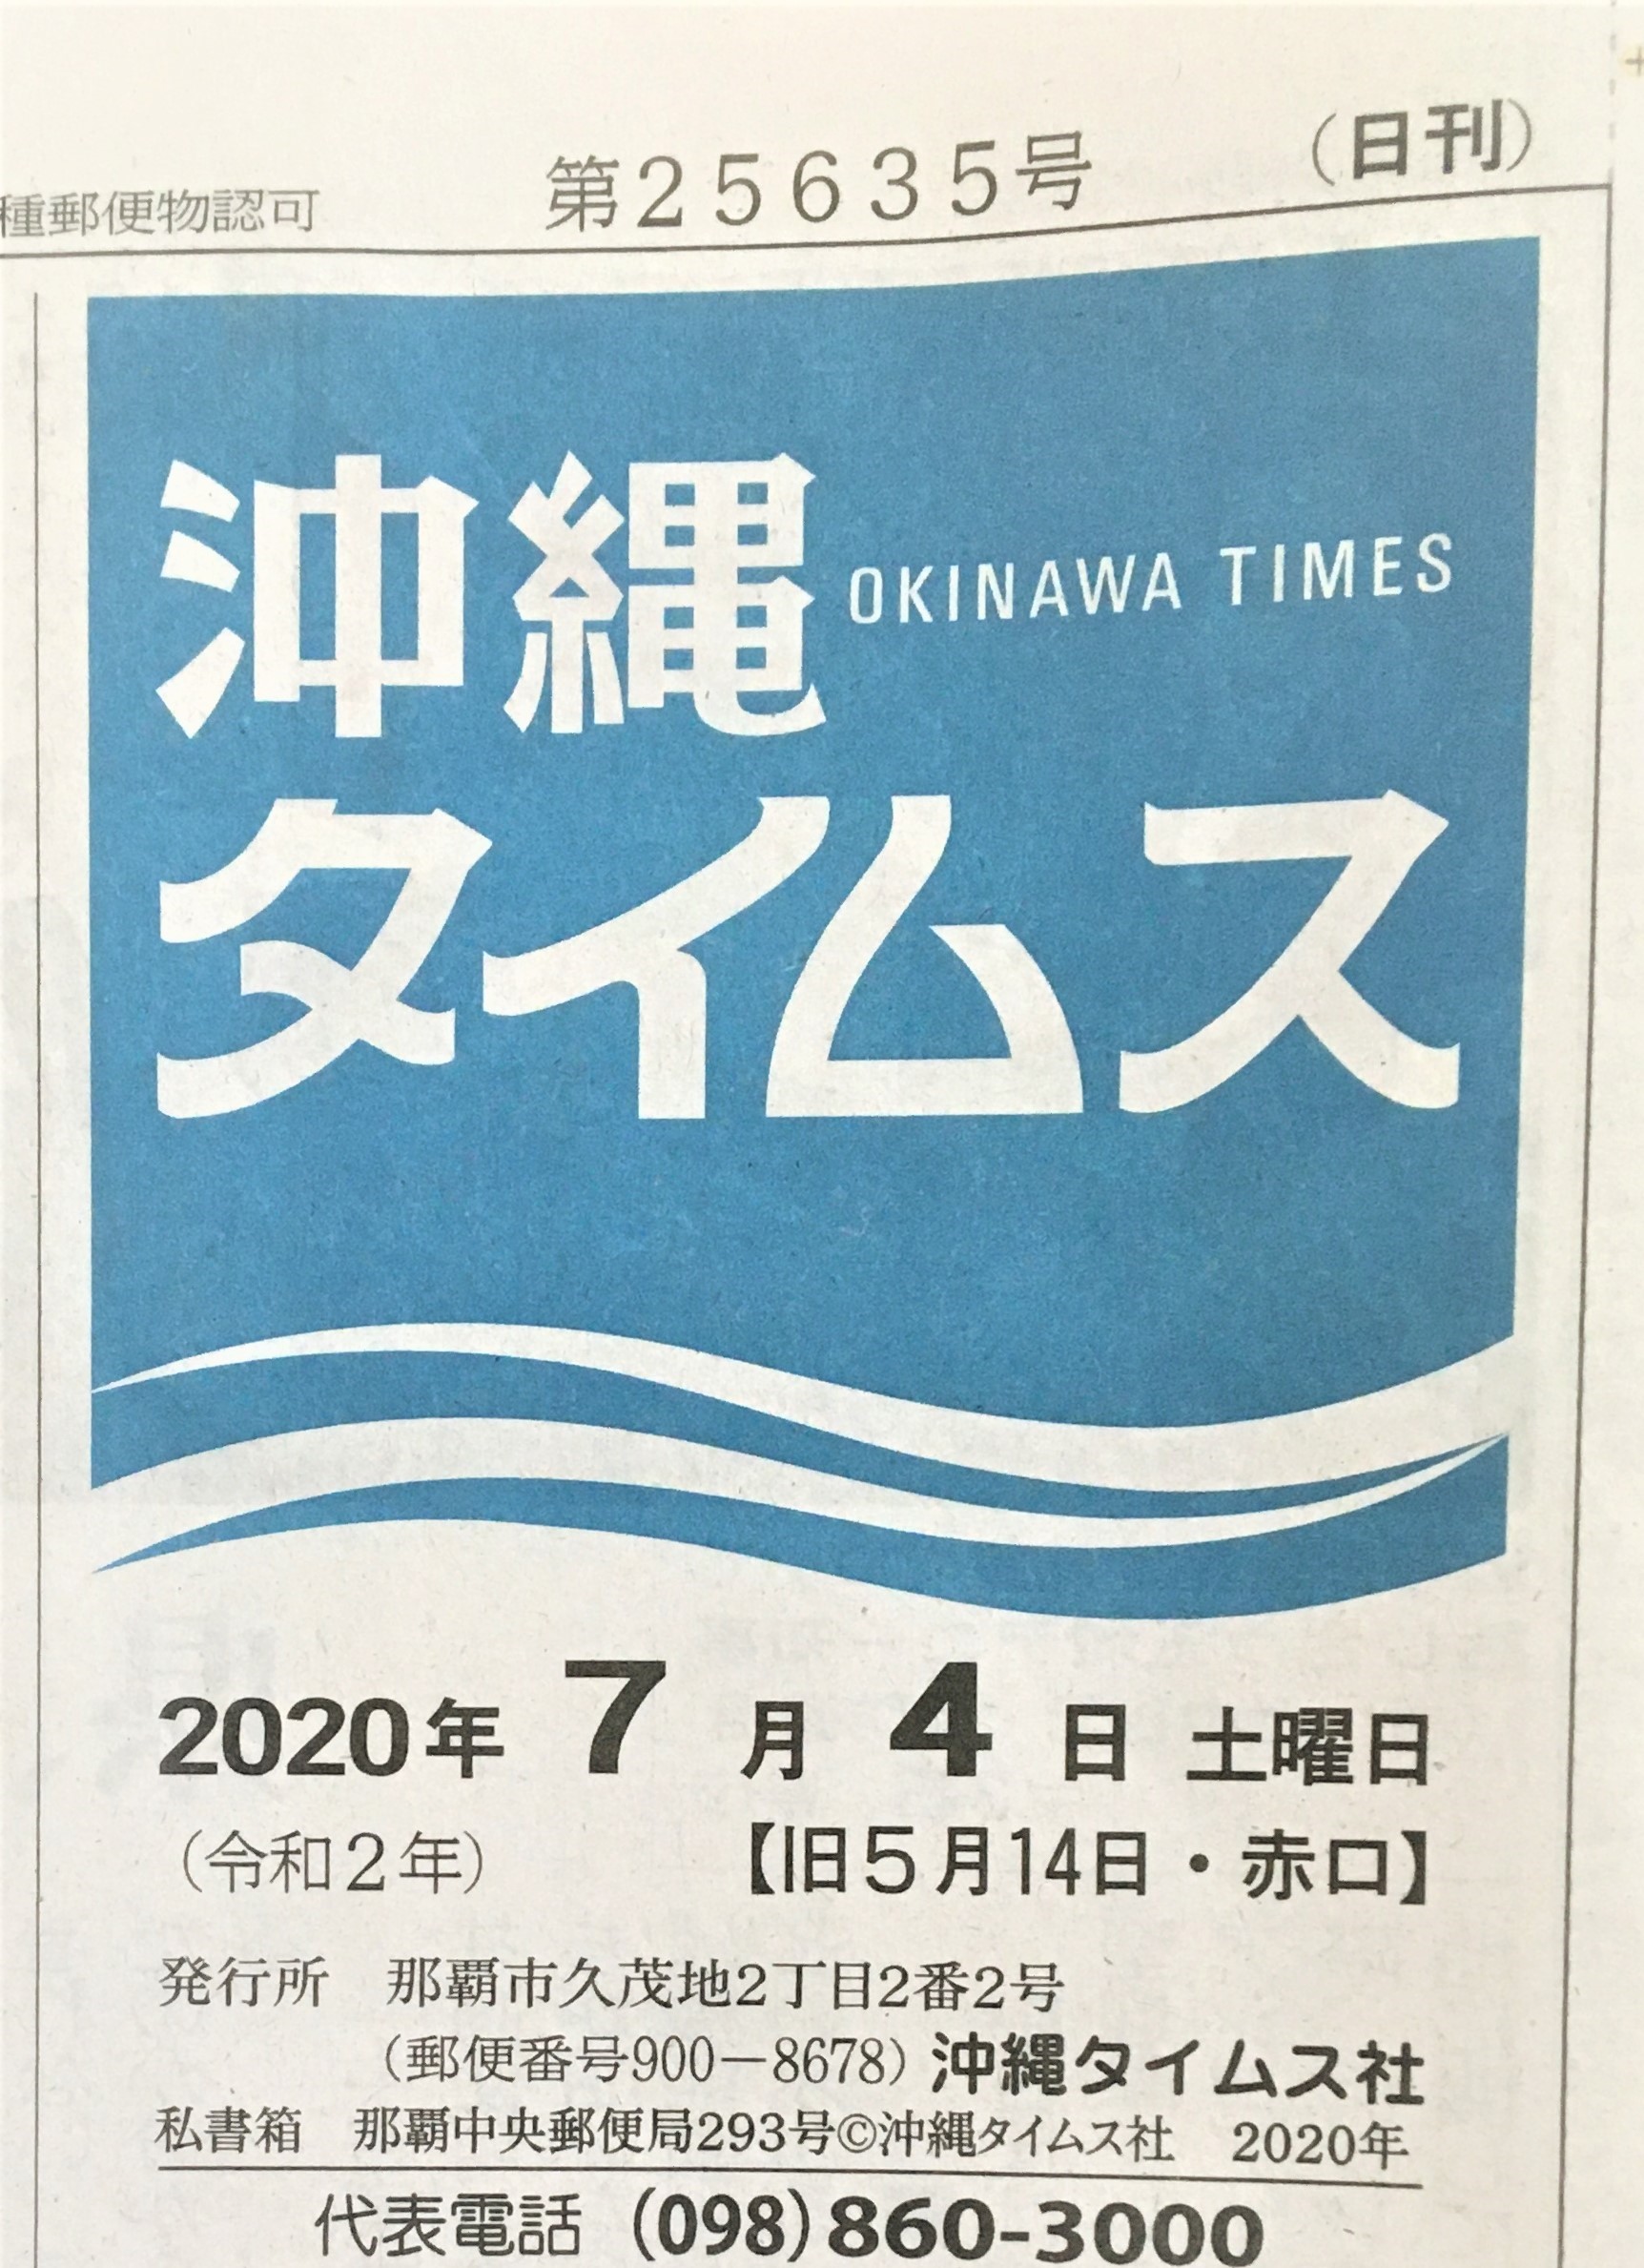 種郵便物認可 第25635号 (日刊)
沖縄 OKINAWA TIMES
タイムス
2020年 7月4日 土曜日
(令和2年) 【旧5月14日・赤口】
発行所 那覇市久茂地2丁目2番2号
(郵便番号900-8678) 沖縄タイムス社
私書箱 那覇中央郵便局293号©沖縄タイムス社 2020年
代表電話 (098)860-3000